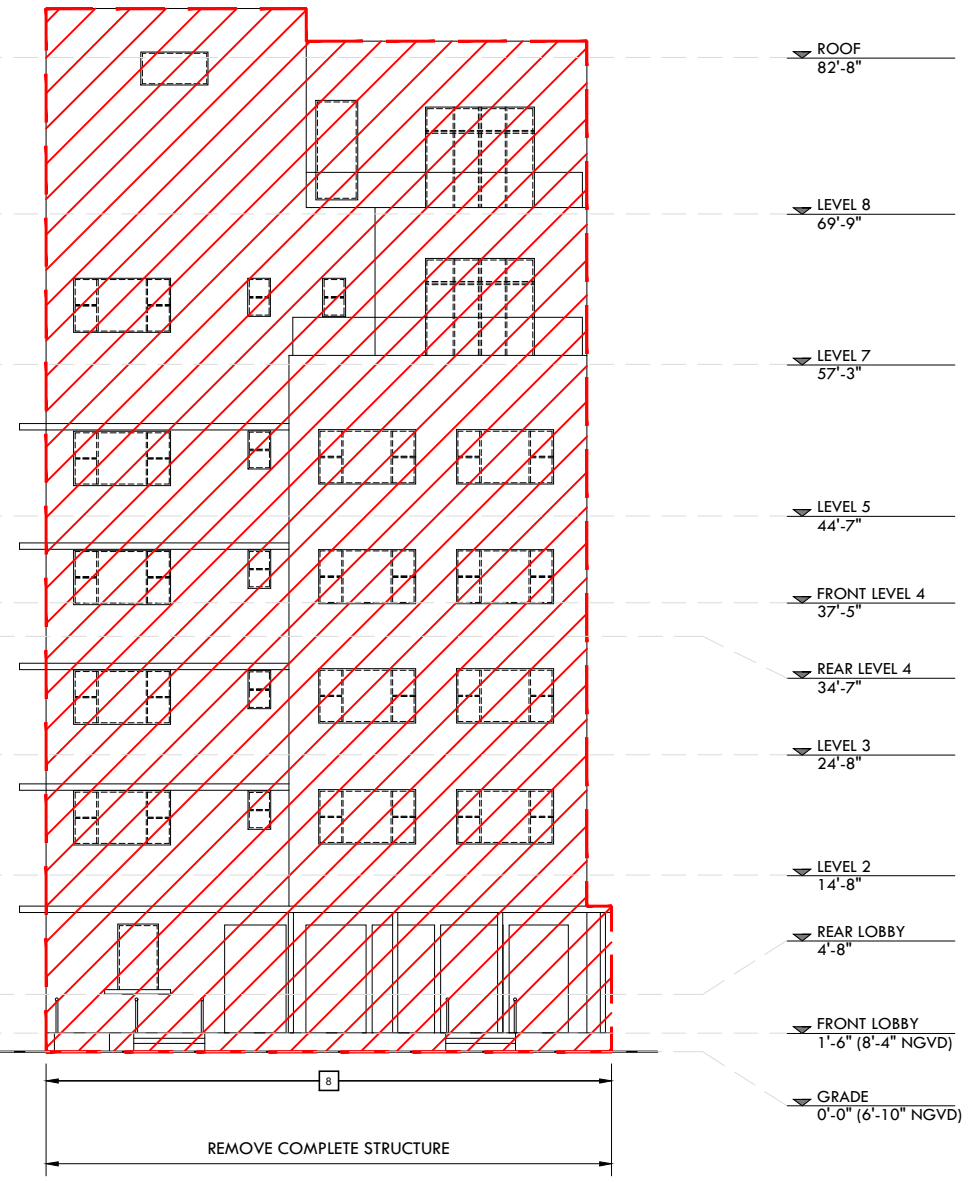 ROOF
82'-8"
LEVEL 8
69'-9"
LEVEL 7
57'-3"
LEVEL 5
44'-7"
FRONT LEVEL 4
37'-5"
REAR LEVEL 4
34'-7"
LEVEL 3
24'-8"
LEVEL 2
14'-8"
REAR LOBBY
4'-8"
FRONT LOBBY
1'-6" (8'-4" NGVD)
GRADE
0'-0" (6'-10" NGVD)
8
REMOVE COMPLETE STRUCTURE